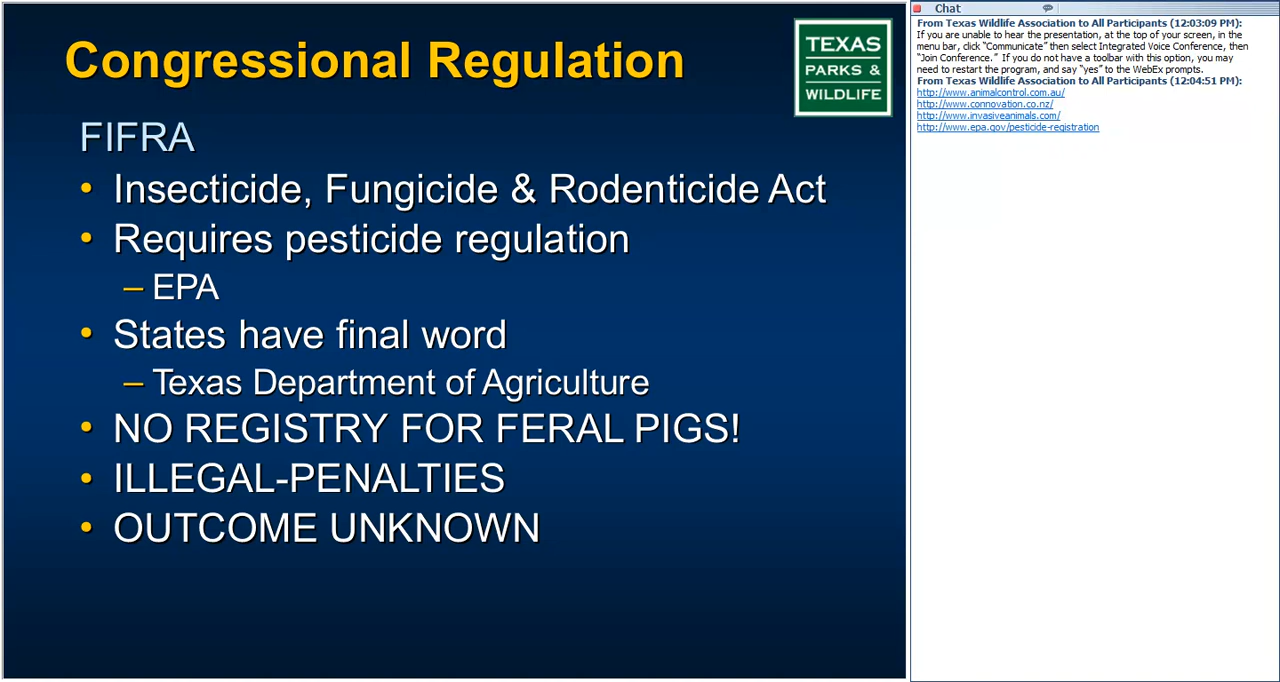 Congressional Regulation
TEXAS
PARKS &
WILDLIFE
FIFRA
• Insecticide, Fungicide & Rodenticide Act
• Requires pesticide regulation
– EPA
• States have final word
– Texas Department of Agriculture
• NO REGISTRY FOR FERAL PIGS!
• ILLEGAL-PENALTIES
• OUTCOME UNKNOWN
Chat
From Texas Wildlife Association to All Participants (12:03:09 PM):
If you are unable to hear the presentation, at the top of your screen, in the
menu bar, click “Communicate” then select Integrated Voice Conference, then
“Join Conference.” If you do not have a toolbar with this option, you may
need to restart the program, and say “yes” to the WebEx prompts.
From Texas Wildlife Association to All Participants (12:04:51 PM):
http://www.animalcontrol.com.au/
http://www.connovation.co.nz/
http://www.invasiveanimals.com/
http://www.epa.gov/pesticide-registration